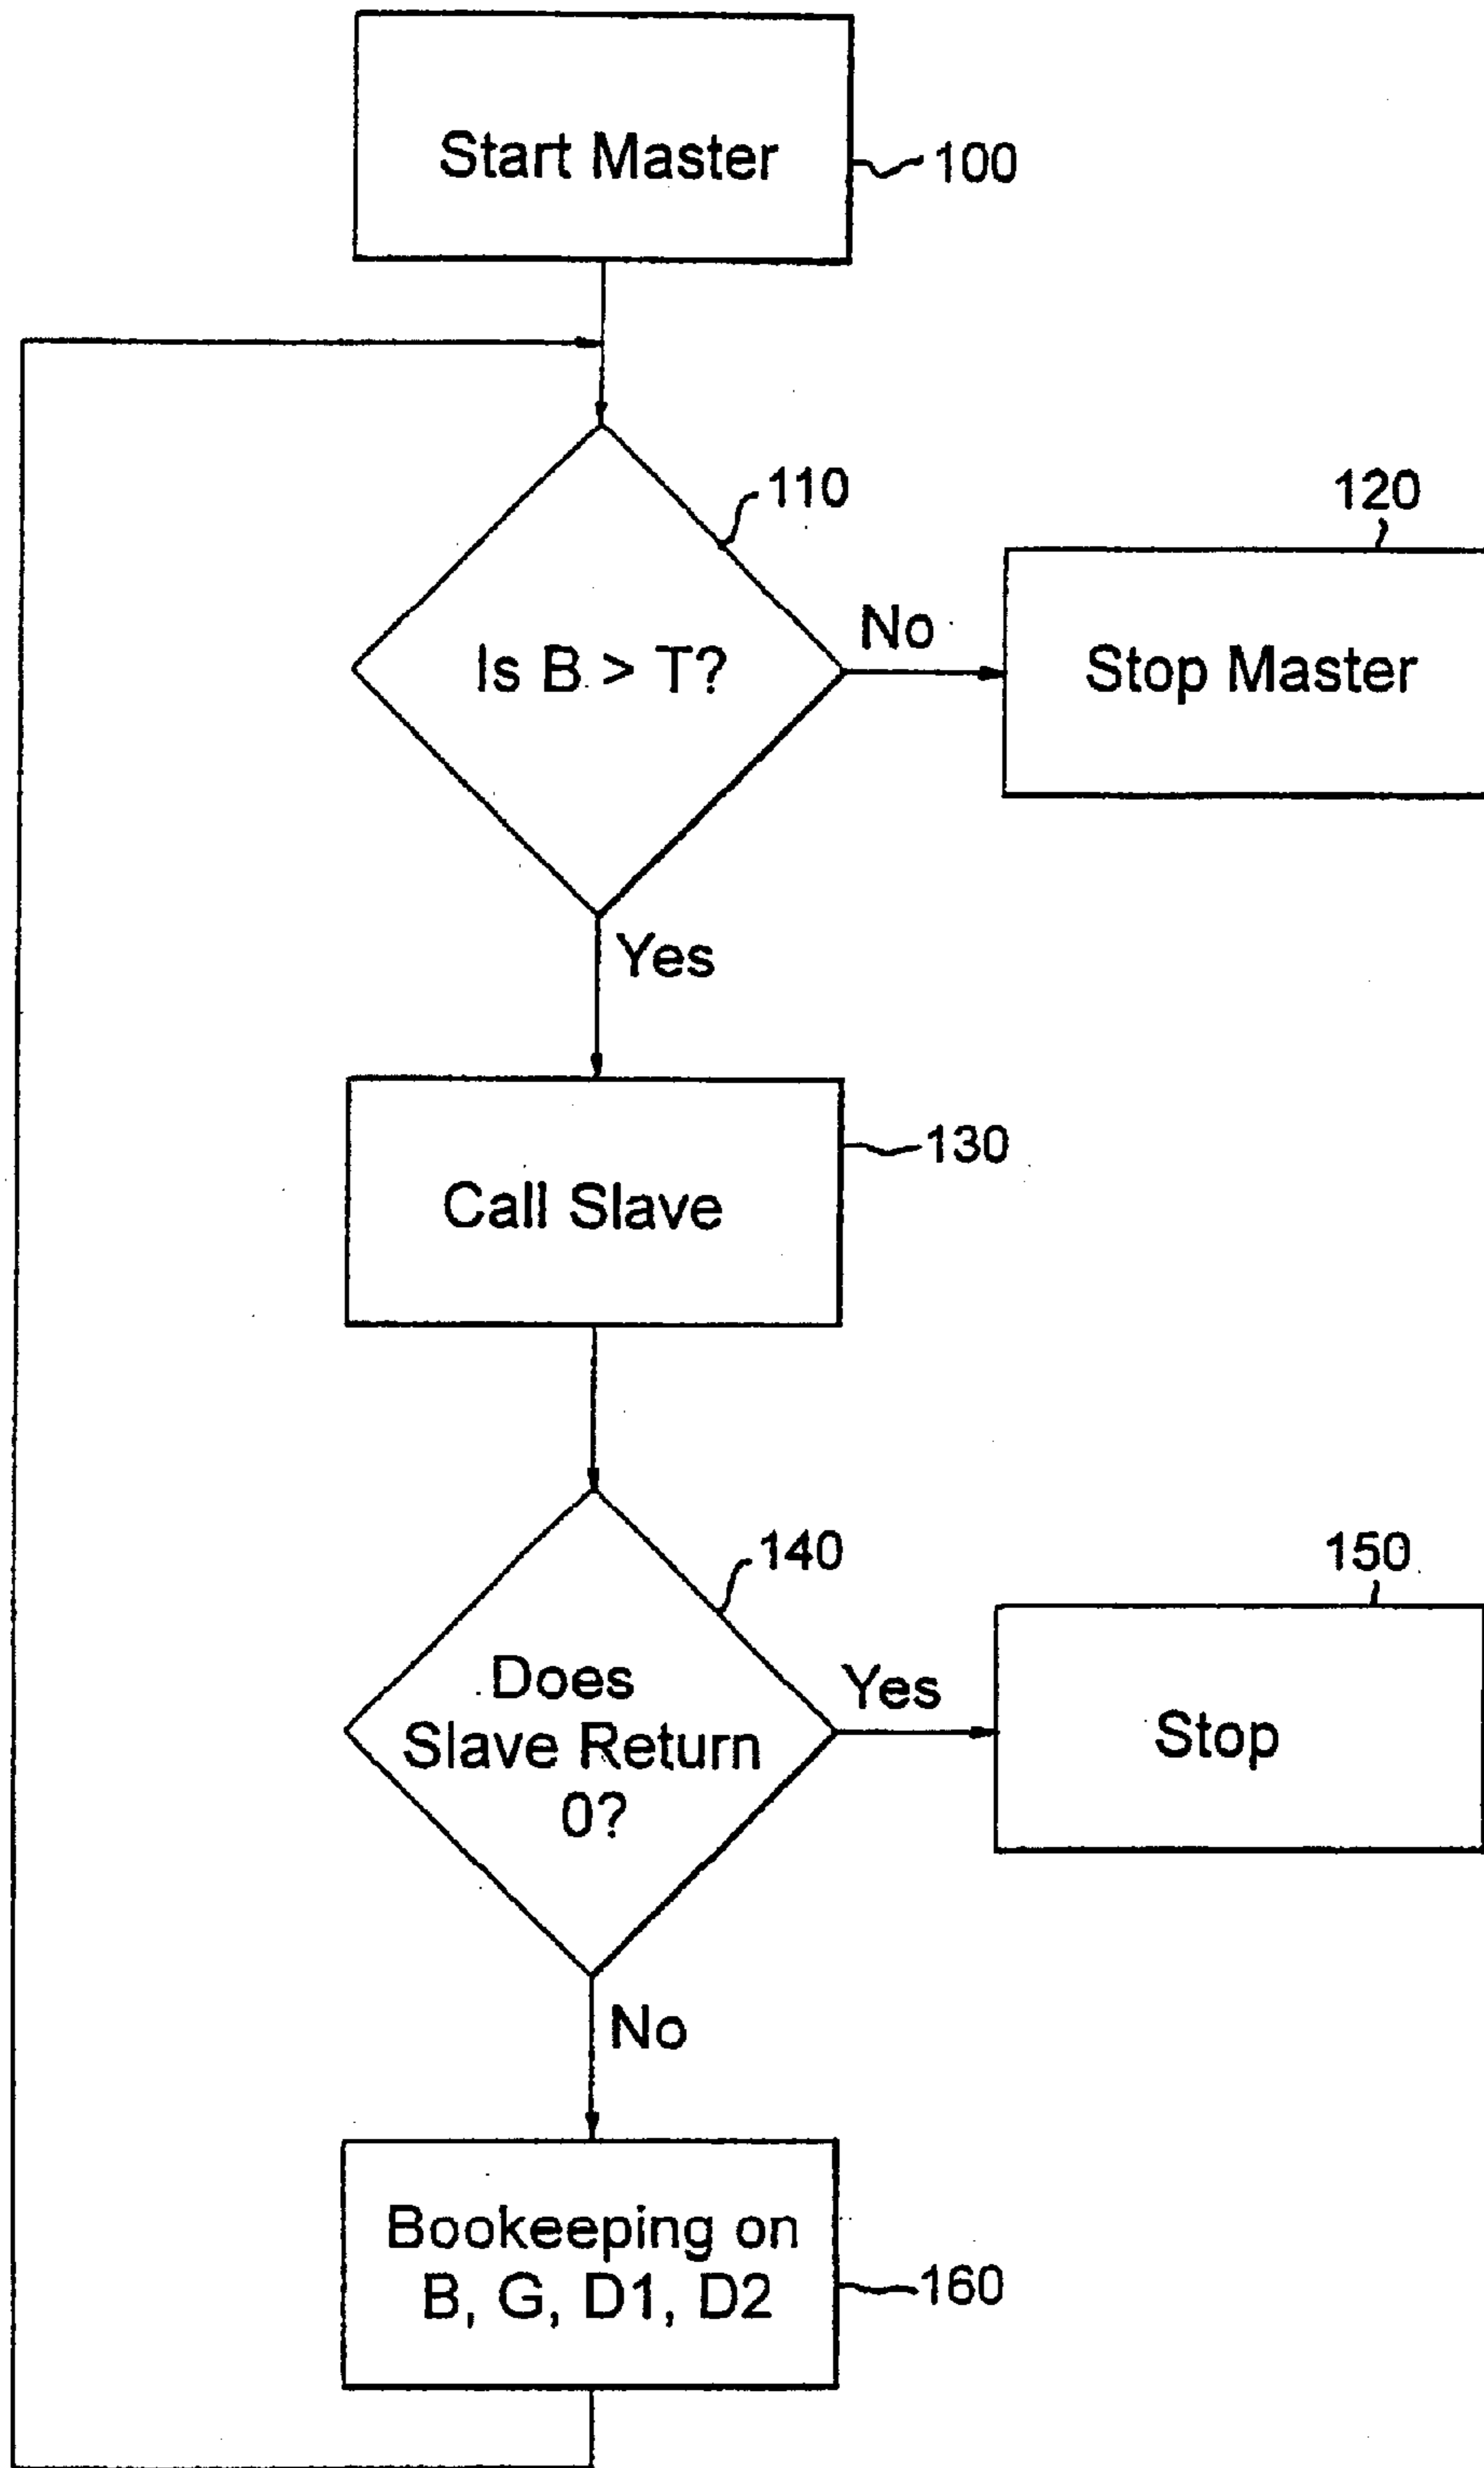 Start Master
100
110
Is B > T?
No
120
Stop Master
Yes
130
Call Slave
140
Does
Slave Return
0?
Yes
150
Stop
No
Bookeeping on
B, G, D1, D2
160